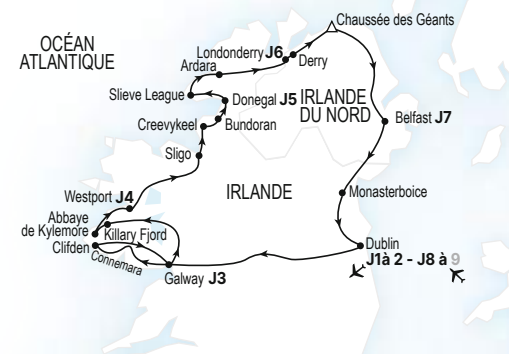 Chaussée des Géants
OCÉAN
ATLANTIQUE
Londonderry J6
Derry
Ardara
Slieve League
Donegal J5
IRLANDE
DU NORD
Creevykeel
Bundoran
Belfast J7
Sligo
IRLANDE
Monasterboice
Westport J4
Abbaye
de Kylemore
Killary Fjord
Clifden
Connemara
Galway J3
Dublin
J1à 2 - J8 à 9